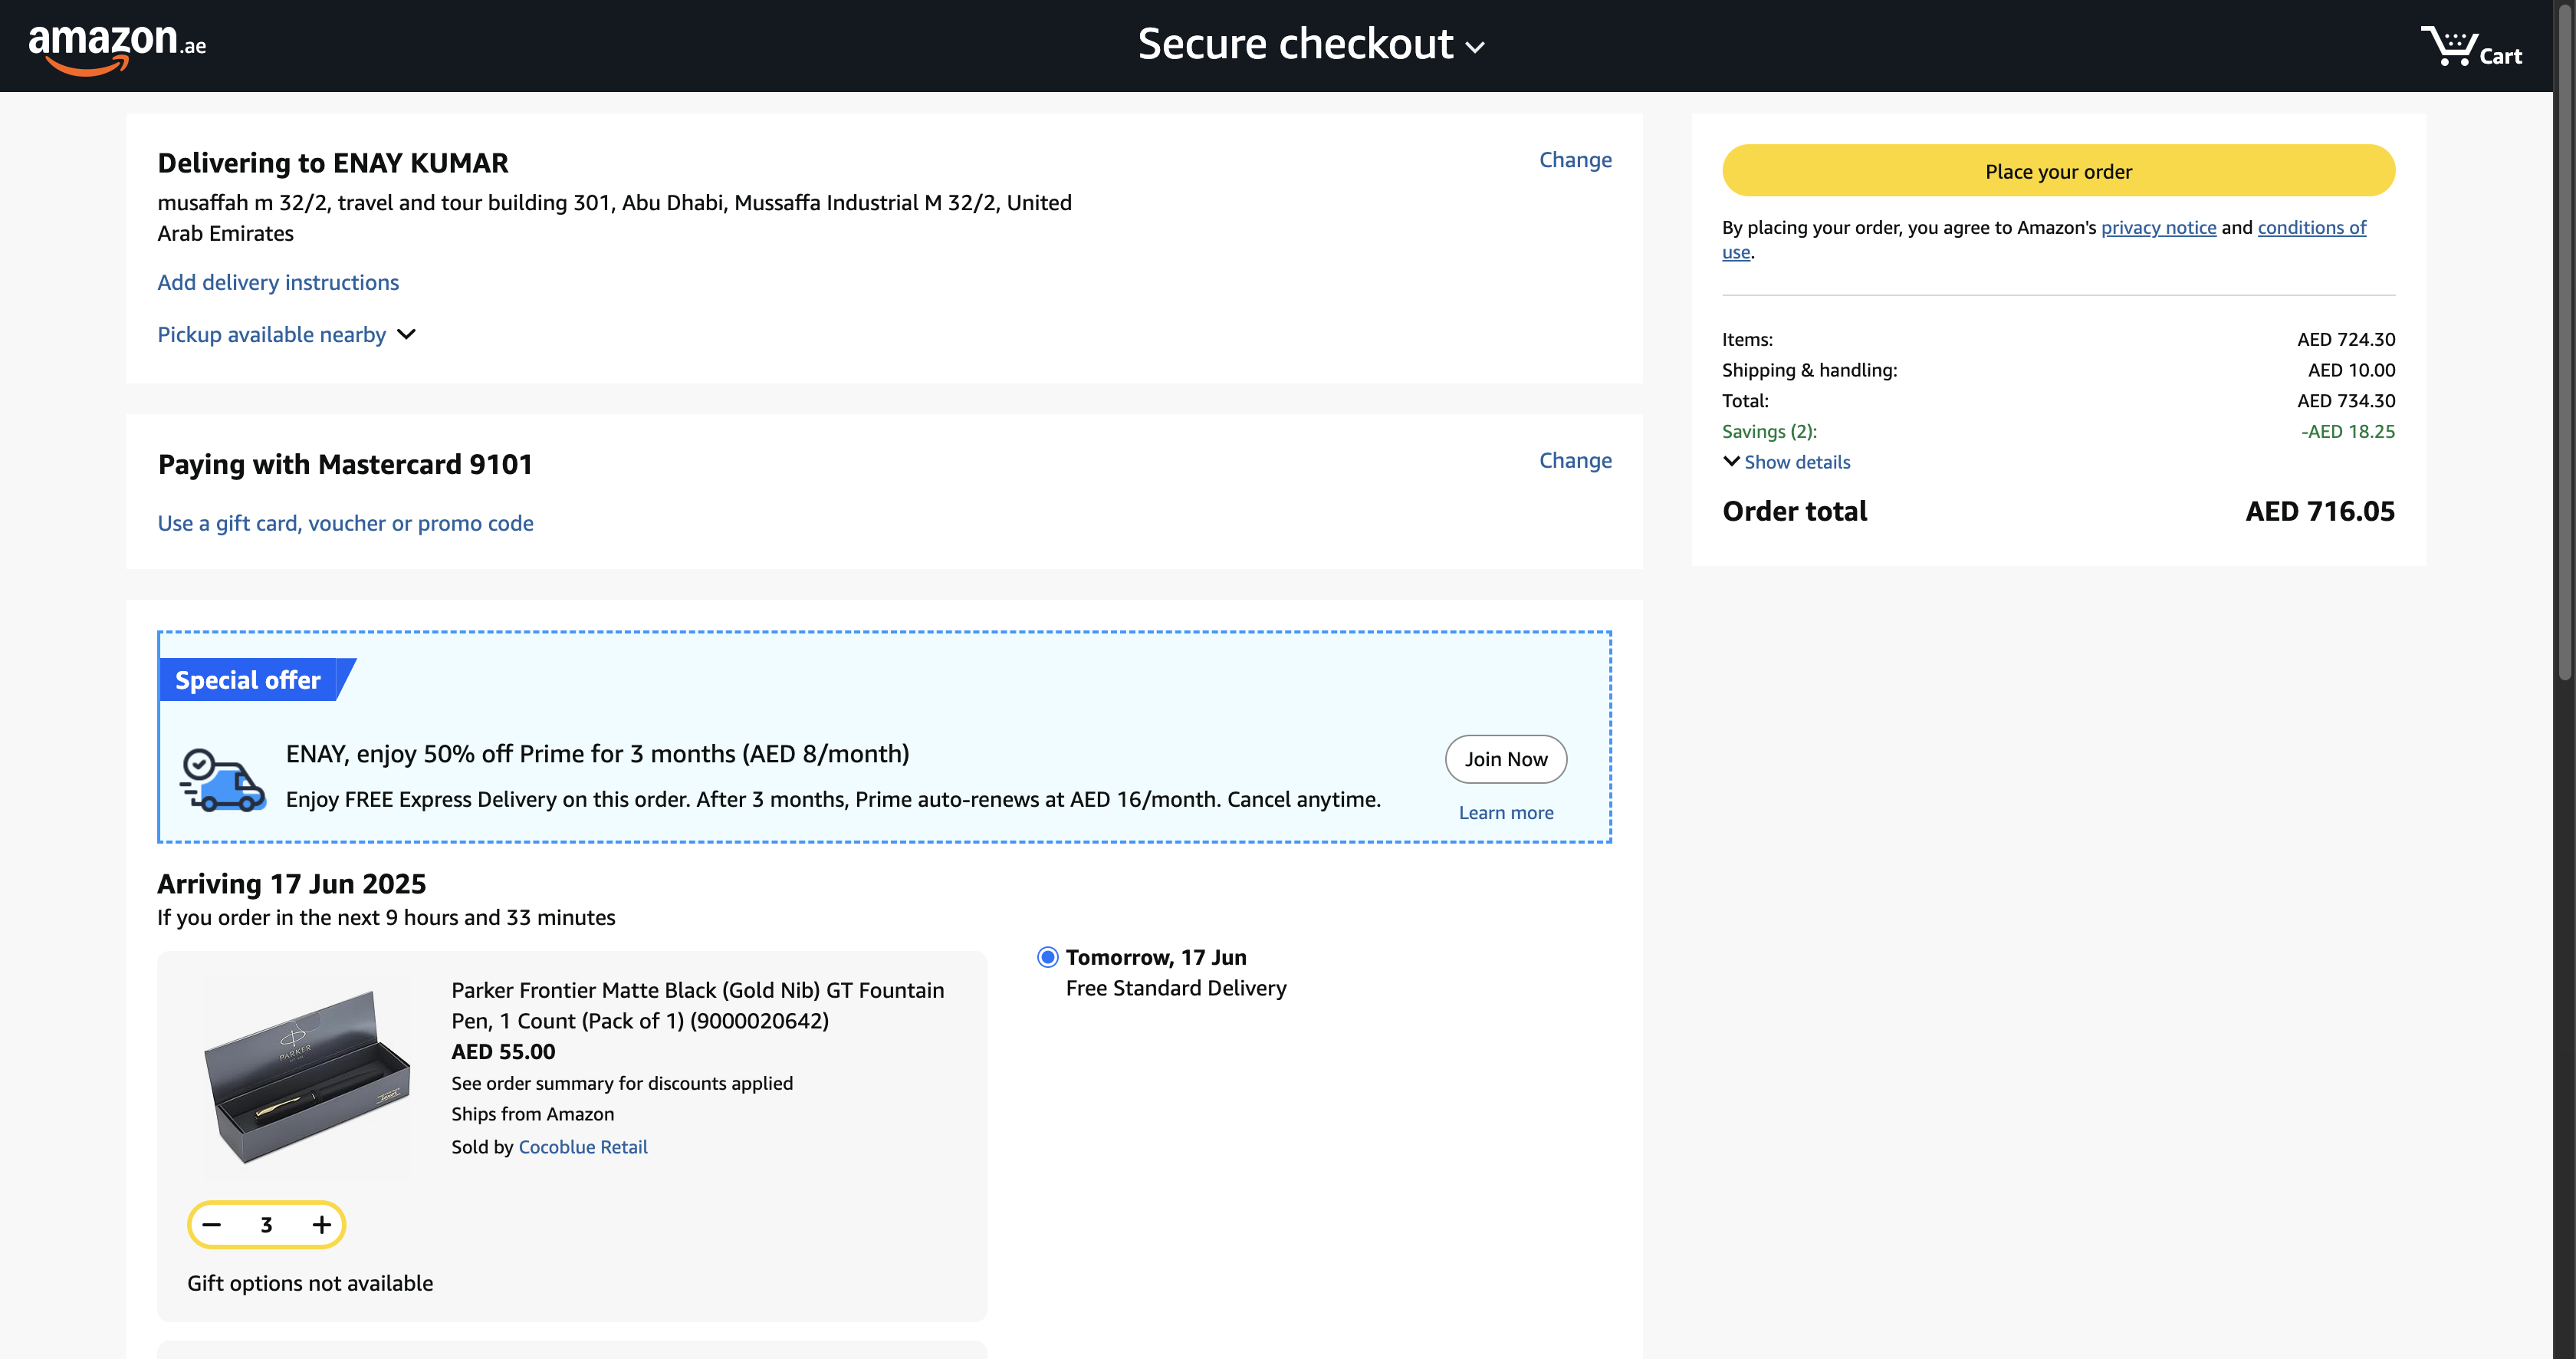 amazon.ae
Secure checkout
Cart
Delivering to ENAY KUMAR
Change
musaffah m 32/2, travel and tour building 301, Abu Dhabi, Mussaffa Industrial M 32/2, United
Arab Emirates
Add delivery instructions
Pickup available nearby
Paying with Mastercard 9101
Change
Use a gift card, voucher or promo code
Special offer
ENAY, enjoy 50% off Prime for 3 months (AED 8/month)
Enjoy FREE Express Delivery on this order. After 3 months, Prime auto-renews at AED 16/month. Cancel anytime.
Join Now
Learn more
Arriving 17 Jun 2025
If you order in the next 9 hours and 33 minutes
PARKER
Parker Frontier Matte Black (Gold Nib) GT Fountain
Pen, 1 Count (Pack of 1) (9000020642)
AED 55.00
See order summary for discounts applied
Ships from Amazon
Sold by Cocoblue Retail
3
Gift options not available
Tomorrow, 17 Jun
Free Standard Delivery
Place your order
By placing your order, you agree to Amazon's privacy notice and conditions of
use.
Items: AED 724.30
Shipping & handling: AED 10.00
Total: AED 734.30
Savings (2): -AED 18.25
Show details
Order total AED 716.05